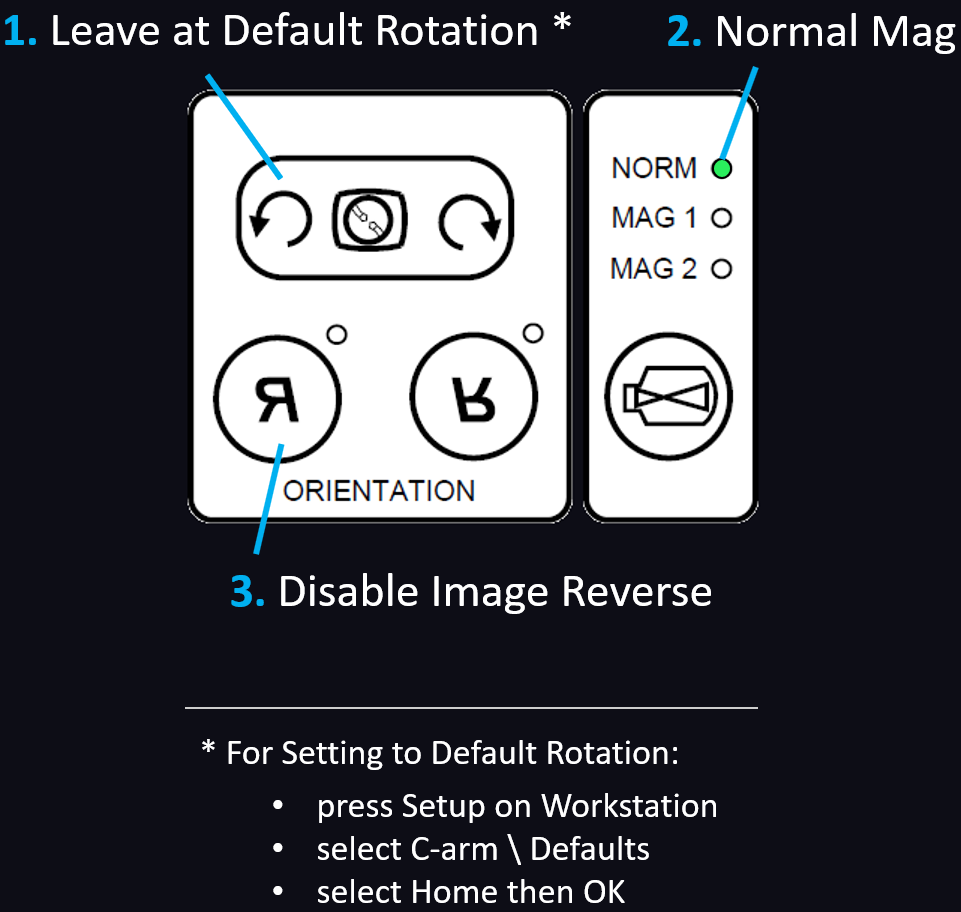 1. Leave at Default Rotation *
2. Normal Mag
NORM
MAG 1
MAG 2
R
R
ORIENTATION
3. Disable Image Reverse
* For Setting to Default Rotation:
• press Setup on Workstation
• select C-arm \ Defaults
• select Home then OK